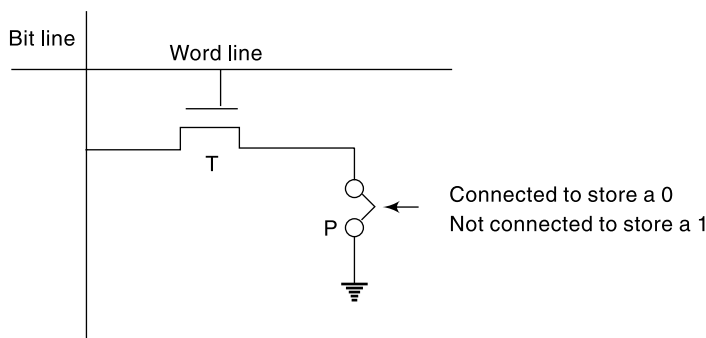 Bit line
Word line
T
Connected to store a 0
Not connected to store a 1
P